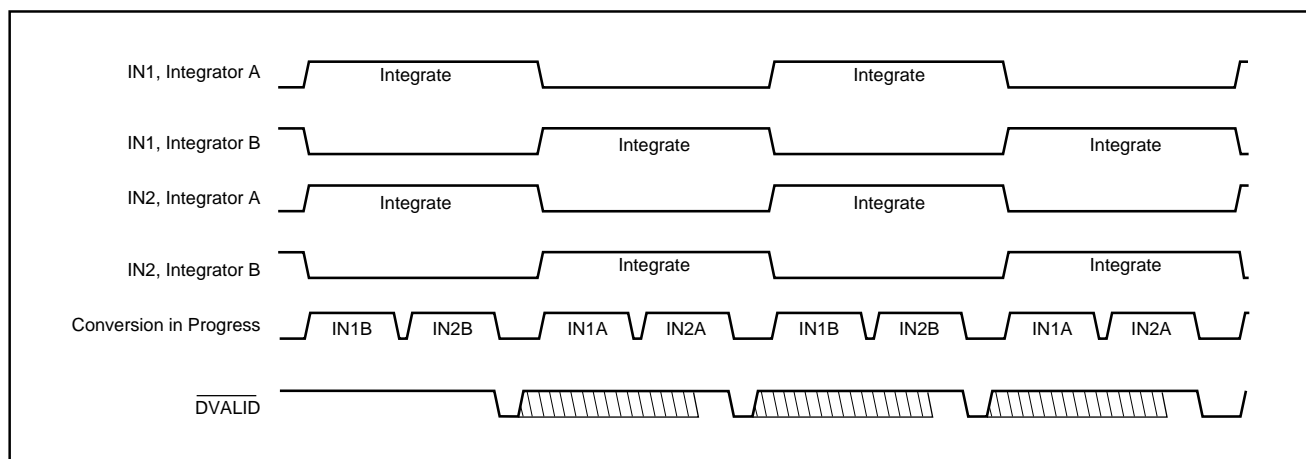 IN1, Integrator A
Integrate
Integrate
IN1, Integrator B
Integrate
Integrate
IN2, Integrator A
Integrate
Integrate
IN2, Integrator B
Integrate
Integrate
Conversion in Progress
IN1B
IN2B
IN1A
IN2A
IN1B
IN2B
IN1A
IN2A
DVALID